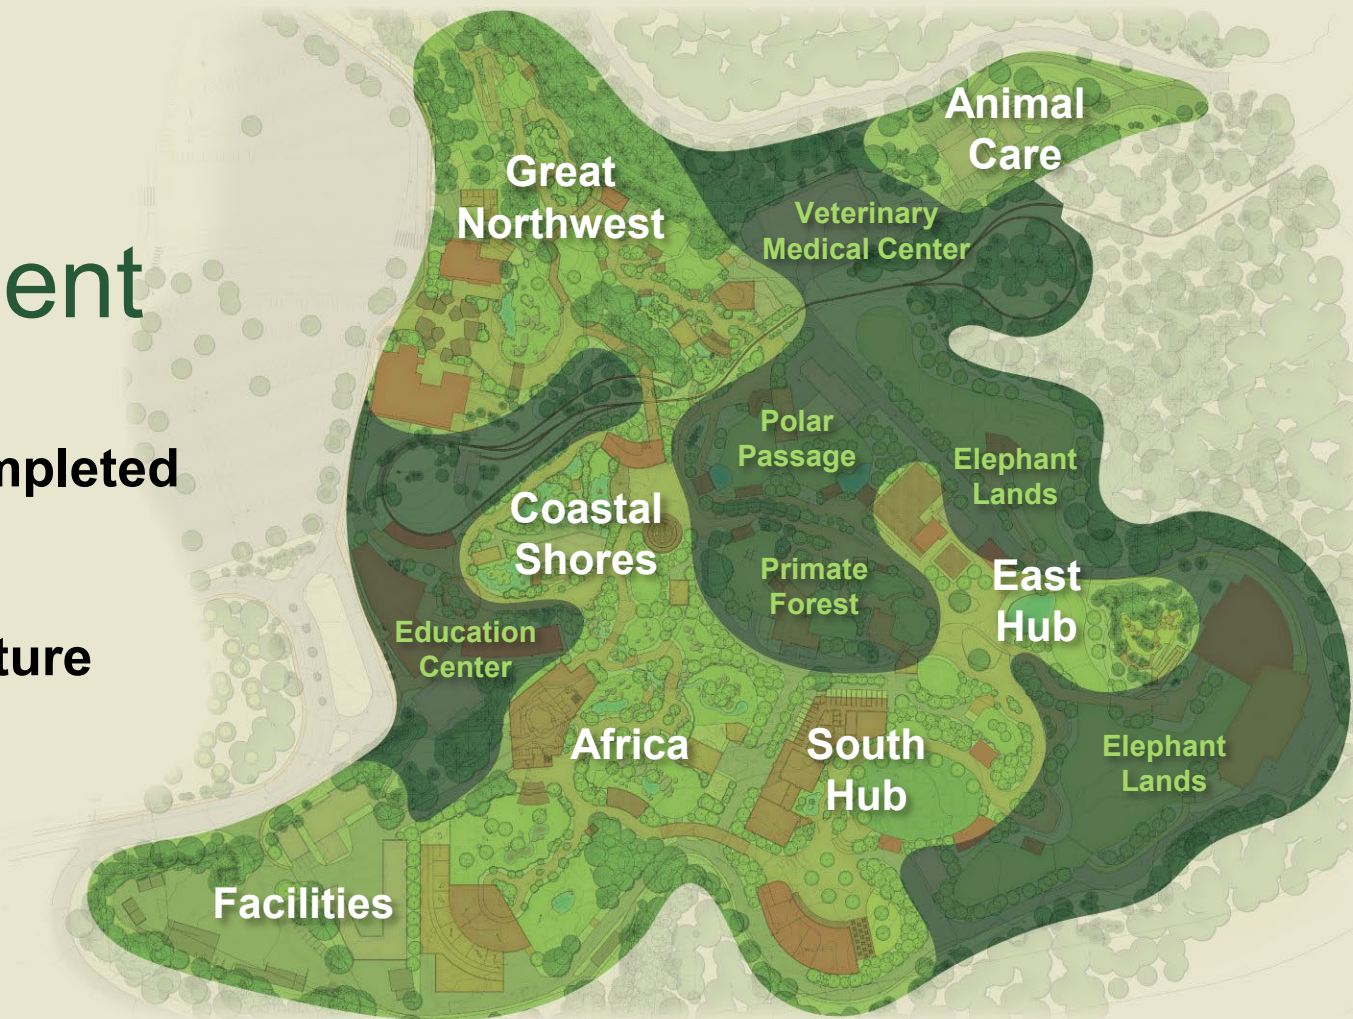 ent
mpleted
ture
Animal
Care
Great
Northwest
Veterinary
Medical Center
Polar
Passage
Elephant
Lands
Coastal
Shores
Primate
Forest
East
Hub
Education
Center
Africa
South
Hub
Elephant
Lands
Facilities